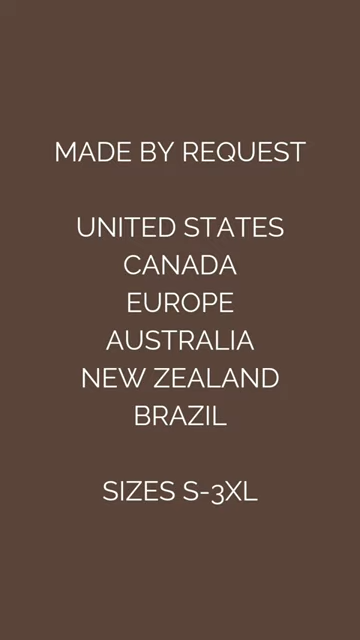 MADE BY REQUEST
UNITED STATES
CANADA
EUROPE
AUSTRALIA
NEW ZEALAND
BRAZIL
SIZES S-3XL